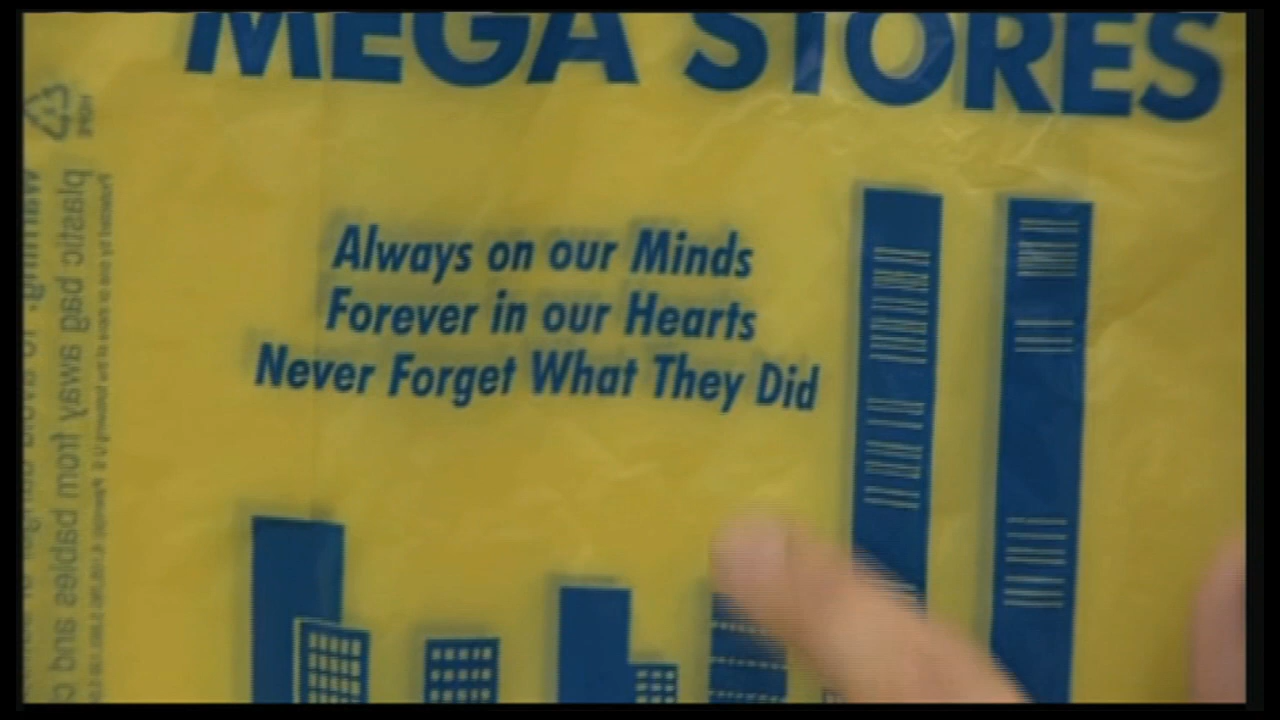 MEGA STORES
Always on our Minds
Forever in our Hearts
Never Forget What They Did
plastic bag away from babies and